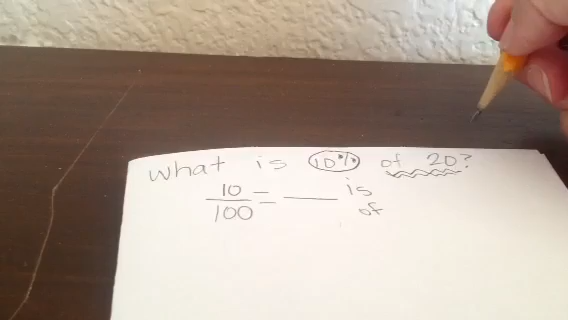 What is 10% of 20?
10 = ___ is
100 of